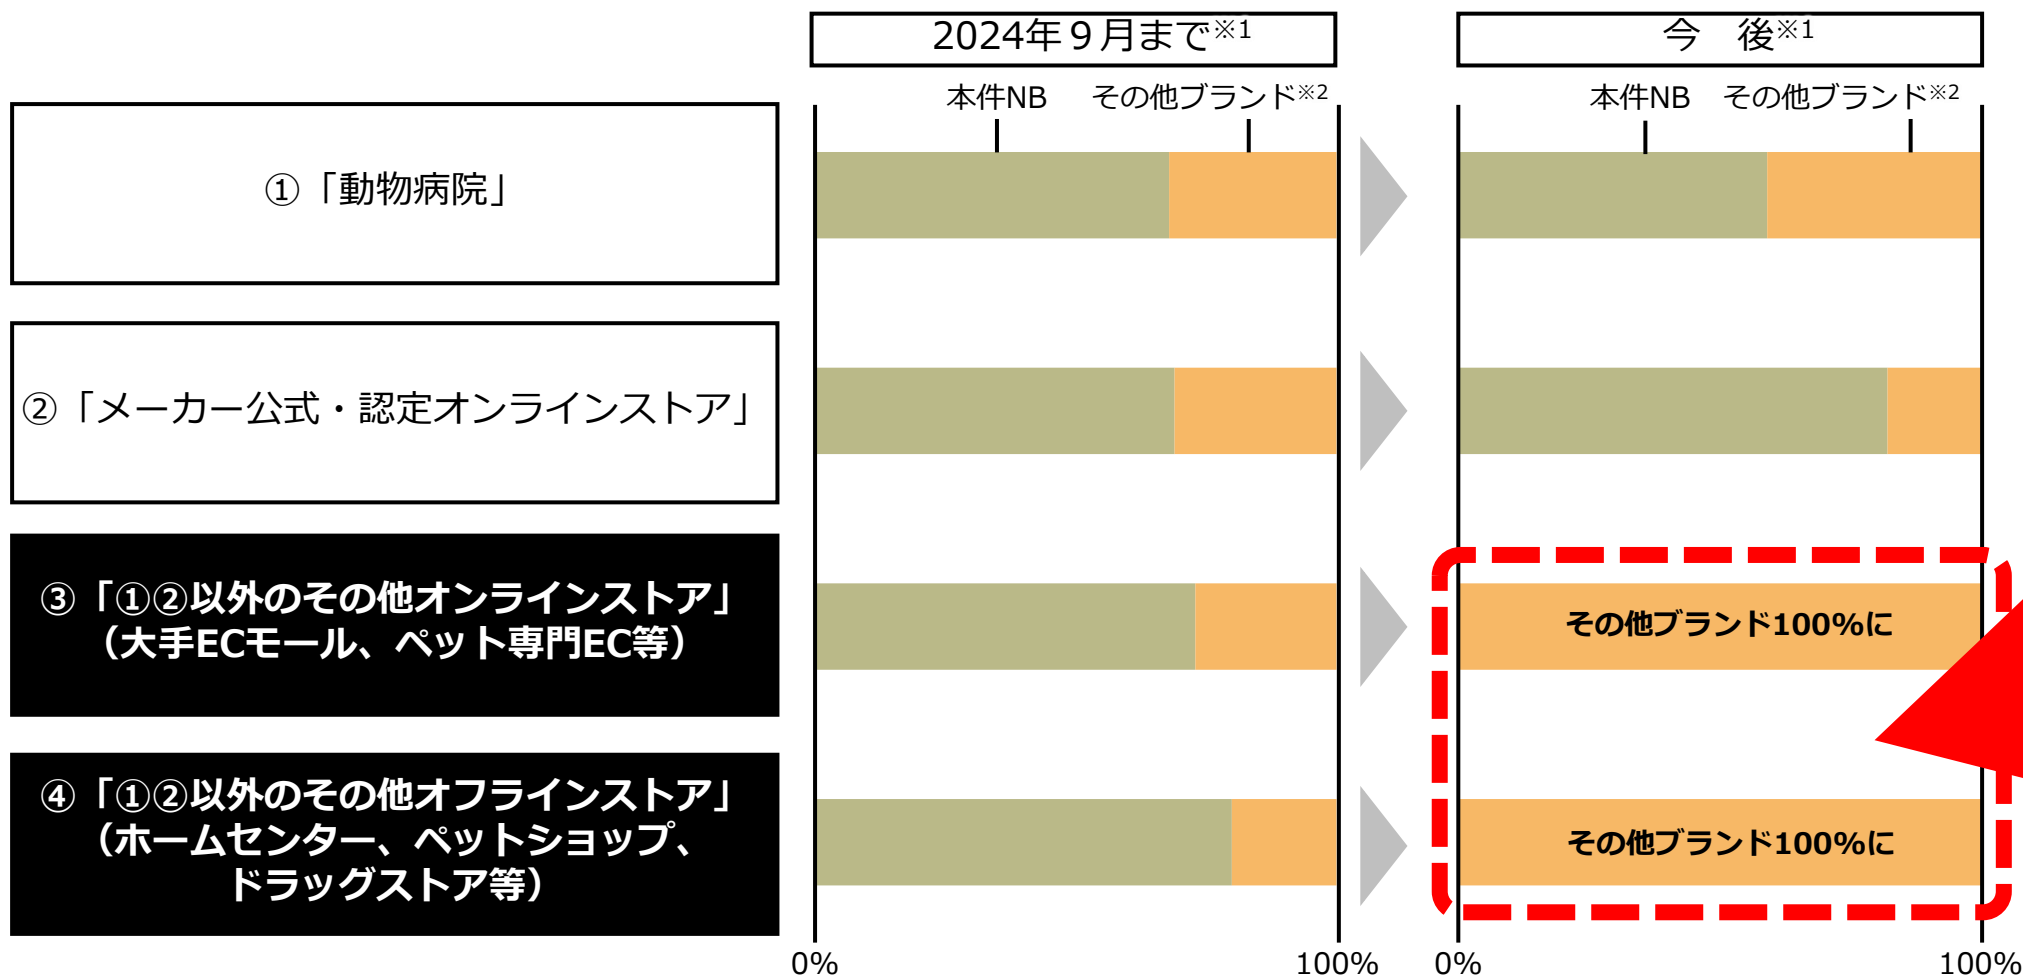 2024年９月まで※1
今　後※1
本件NB
その他ブランド※2
本件NB
その他ブランド※2
①「動物病院」
②「メーカー公式・認定オンラインストア」
③「①②以外のその他オンラインストア」
（大手ECモール、ペット専門EC等）
その他ブランド100%に
④「①②以外のその他オフラインストア」
（ホームセンター、ペットショップ、
ドラッグストア等）
その他ブランド100%に
0%
100%
0%
100%